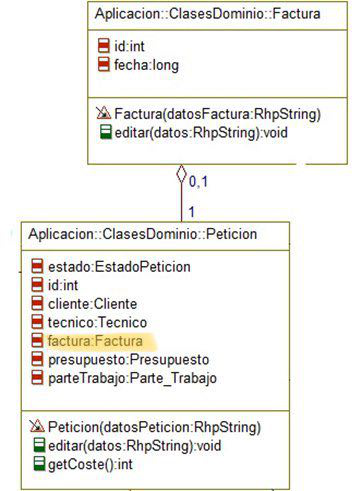 Aplicacion::ClasesDominio::Factura
id:int
fecha:long
Factura(datosFactura:RhpString)
editar(datos:RhpString):void
0,1
1
Aplicacion::ClasesDominio::Peticion
estado:EstadoPeticion
id:int
cliente:Cliente
tecnico:Tecnico
factura:Factura
presupuesto:Presupuesto
parteTrabajo:Parte_Trabajo
Peticion(datosPeticion:RhpString)
editar(datos:RhpString):void
getCoste():int